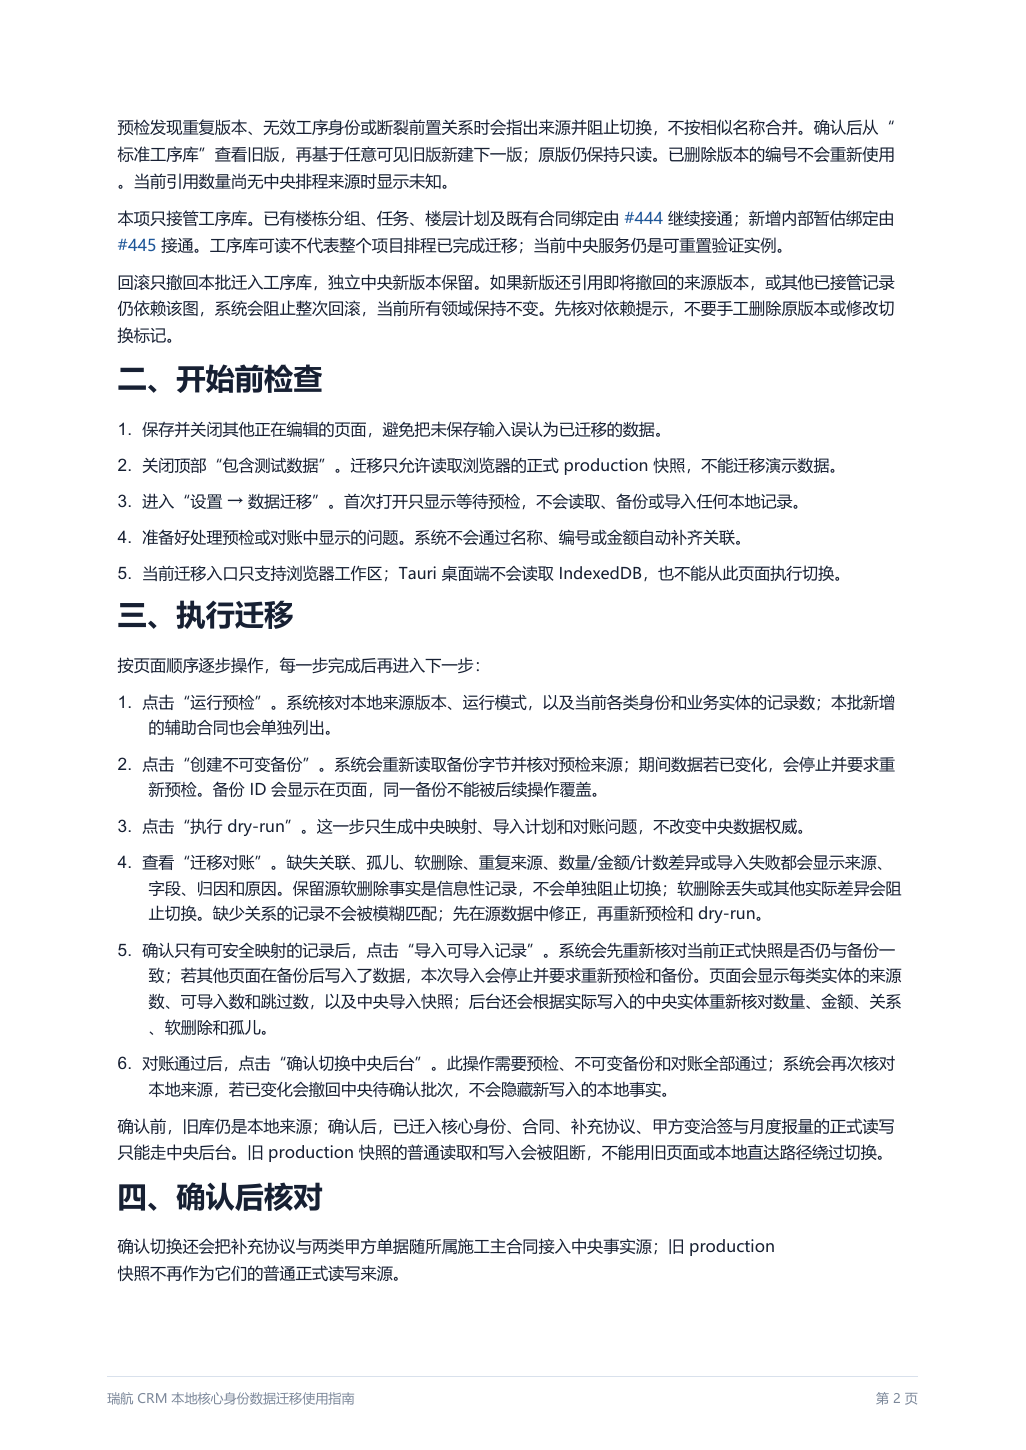 预检发现重复版本、无效工序身份或断裂前置关系时会指出来源并阻止切换，不按相似名称合并。确认后从“
标准工序库”查看旧版，再基于任意可见旧版新建下一版；原版仍保持只读。已删除版本的编号不会重新使用
。当前引用数量尚无中央排程来源时显示未知。
本项只接管工序库。已有楼栋分组、任务、楼层计划及既有合同绑定由 #444 继续接通；新增内部暂估绑定由
#445 接通。工序库可读不代表整个项目排程已完成迁移；当前中央服务仍是可重置验证实例。
回滚只撤回本批迁入工序库，独立中央新版本保留。如果新版还引用即将撤回的来源版本，或其他已接管记录
仍依赖该图，系统会阻止整次回滚，当前所有领域保持不变。先核对依赖提示，不要手工删除原版本或修改切
换标记。
二、开始前检查
1. 保存并关闭其他正在编辑的页面，避免把未保存输入误认为已迁移的数据。
2. 关闭顶部“包含测试数据”。迁移只允许读取浏览器的正式 production 快照，不能迁移演示数据。
3. 进入“设置 → 数据迁移”。首次打开只显示等待预检，不会读取、备份或导入任何本地记录。
4. 准备好处理预检或对账中显示的问题。系统不会通过名称、编号或金额自动补齐关联。
5. 当前迁移入口只支持浏览器工作区；Tauri 桌面端不会读取 IndexedDB，也不能从此页面执行切换。
三、执行迁移
按页面顺序逐步操作，每一步完成后再进入下一步：
1. 点击“运行预检”。系统核对本地来源版本、运行模式，以及当前各类身份和业务实体的记录数；本批新增
的辅助合同也会单独列出。
2. 点击“创建不可变备份”。系统会重新读取备份字节并核对预检来源；期间数据若已变化，会停止并要求重
新预检。备份 ID 会显示在页面，同一备份不能被后续操作覆盖。
3. 点击“执行 dry-run”。这一步只生成中央映射、导入计划和对账问题，不改变中央数据权威。
4. 查看“迁移对账”。缺失关联、孤儿、软删除、重复来源、数量/金额/计数差异或导入失败都会显示来源、
字段、归因和原因。保留源软删除事实是信息性记录，不会单独阻止切换；软删除丢失或其他实际差异会阻
止切换。缺少关系的记录不会被模糊匹配；先在源数据中修正，再重新预检和 dry-run。
5. 确认只有可安全映射的记录后，点击“导入可导入记录”。系统会先重新核对当前正式快照是否仍与备份一
致；若其他页面在备份后写入了数据，本次导入会停止并要求重新预检和备份。页面会显示每类实体的来源
数、可导入数和跳过数，以及中央导入快照；后台还会根据实际写入的中央实体重新核对数量、金额、关系
、软删除和孤儿。
6. 对账通过后，点击“确认切换中央后台”。此操作需要预检、不可变备份和对账全部通过；系统会再次核对
本地来源，若已变化会撤回中央待确认批次，不会隐藏新写入的本地事实。
确认前，旧库仍是本地来源；确认后，已迁入核心身份、合同、补充协议、甲方变洽签与月度报量的正式读写
只能走中央后台。旧 production 快照的普通读取和写入会被阻断，不能用旧页面或本地直达路径绕过切换。
四、确认后核对
确认切换还会把补充协议与两类甲方单据随所属施工主合同接入中央事实源；旧 production
快照不再作为它们的普通正式读写来源。
瑞航 CRM 本地核心身份数据迁移使用指南
第 2 页